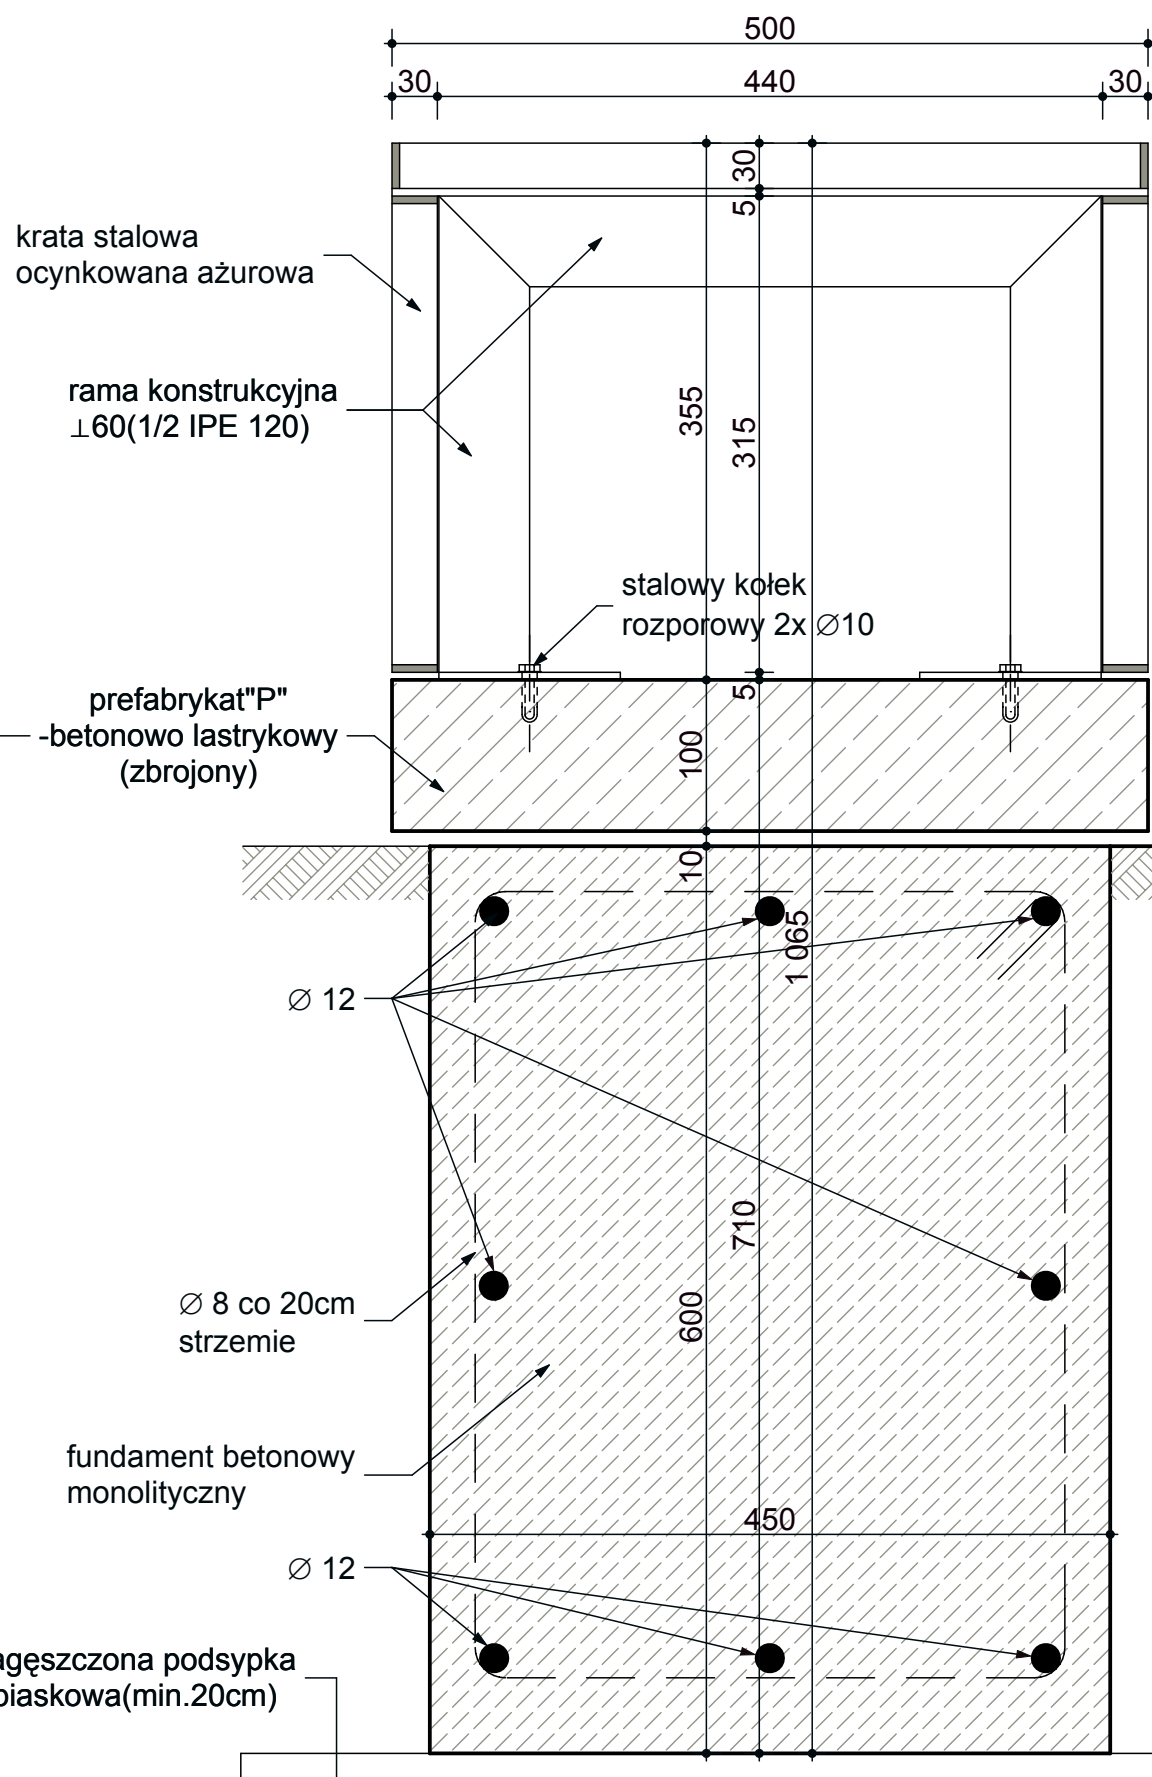 500
30
440
30
30
5
krata stalowa
ocynkowana ażurowa
rama konstrukcyjna
⊥60(1/2 IPE 120)
355
315
stalowy kołek
rozporowy 2x ∅10
prefabrykat"P"
-betonowo lastrykowy
(zbrojony)
5
100
10
1 065
∅ 12
710
600
∅ 8 co 20cm
strzemie
fundament betonowy
monolityczny
450
∅ 12
agęszczona podsypka
piaskowa(min.20cm)